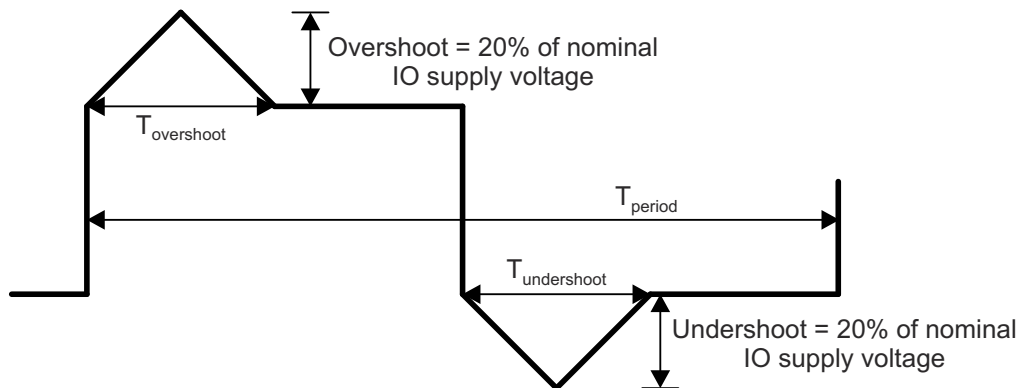 Overshoot = 20% of nominal
IO supply voltage
Tovershoot
Tperiod
Tundershoot
Undershoot = 20% of nominal
IO supply voltage